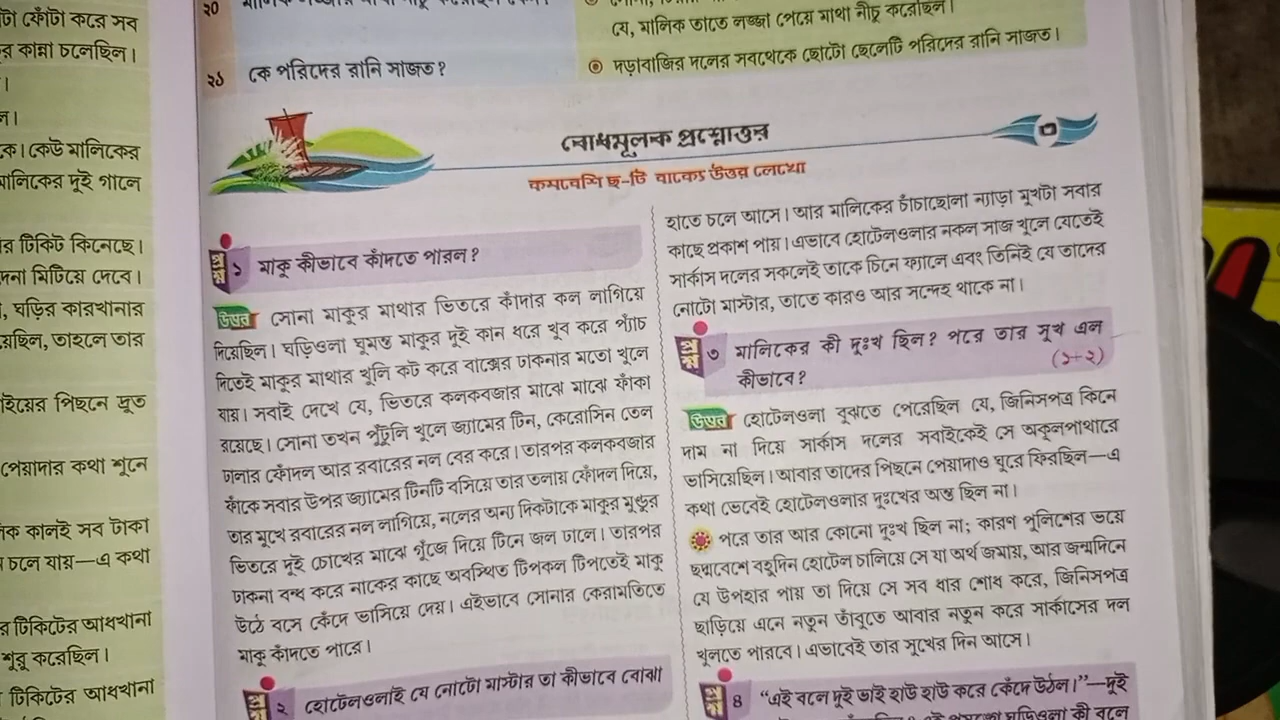 টা ফোঁটা করে সব
র কান্না চলেছিল।
।
ন।
ক। কেউ মালিকের
মালিকের দুই গালে
র টিকিট কিনেছে।
দেনা মিটিয়ে দেবে।
, ঘড়ির কারখানার
য়েছিল, তাহলে তার
ইয়ের পিছনে দ্রুত
পেয়াদার কথা শুনে
ক কালই সব টাকা
চলে যায়—এ কথা
র টিকিটের আধখানা
শুরু করেছিল।
টিকিটের আধখানা
২০
যে, মালিক তাতে লজ্জা পেয়ে মাথা নীচু করেছিল।
২১ কে পরিদের রানি সাজত?
দড়াবাজির দলের সবথেকে ছোটো ছেলেটি পরিদের রানি সাজত।
বোধমূলক প্রশ্নোত্তর
৩
কমবেশি ছ-টি বাক্যে উত্তর লেখো
প্রশ্ন ১ মাকু কীভাবে কাঁদতে পারল?
উত্তর সোনা মাকুর মাথার ভিতরে কাঁদার কল লাগিয়ে
দিয়েছিল। ঘড়িওলা ঘুমন্ত মাকুর দুই কান ধরে খুব করে প্যাঁচ
দিতেই মাকুর মাথার খুলি কট করে বাক্সের ঢাকনার মতো খুলে
যায়। সবাই দেখে যে, ভিতরে কলকবজার মাঝে মাঝে ফাঁকা
রয়েছে। সোনা তখন পুঁটুলি খুলে জ্যামের টিন, কেরোসিন তেল
ঢালার ফোঁদল আর রবারের নল বের করে। তারপর কলকবজার
ফাঁকে সবার উপর জ্যামের টিনটি বসিয়ে তার তলায় ফোঁদল দিয়ে,
তার মুখে রবারের নল লাগিয়ে, নলের অন্য দিকটাকে মাকুর মুণ্ডুর
ভিতরে দুই চোখের মাঝে গুঁজে দিয়ে টিনে জল ঢালে। তারপর
ঢাকনা বন্ধ করে নাকের কাছে অবস্থিত টিপকল টিপতেই মাকু
উঠে বসে কেঁদে ভাসিয়ে দেয়। এইভাবে সোনার কেরামতিতে
মাকু কাঁদতে পারে।
প্রশ্ন ২ হোটেলওলাই যে নোটো মাস্টার তা কীভাবে বোঝা
হাতে চলে আসে। আর মালিকের চাঁচাছোলা ন্যাড়া মুখটা সবার
কাছে প্রকাশ পায়। এভাবে হোটেলওলার নকল সাজ খুলে যেতেই
সার্কাস দলের সকলেই তাকে চিনে ফ্যালে এবং তিনিই যে তাদের
নোটো মাস্টার, তাতে কারও আর সন্দেহ থাকে না।
প্রশ্ন ৩ মালিকের কী দুঃখ ছিল? পরে তার সুখ এল
কীভাবে? (১+২)
উত্তর হোটেলওলা বুঝতে পেরেছিল যে, জিনিসপত্র কিনে
দাম না দিয়ে সার্কাস দলের সবাইকেই সে অকূলপাথারে
ভাসিয়েছিল। আবার তাদের পিছনে পেয়াদাও ঘুরে ফিরছিল—এ
কথা ভেবেই হোটেলওলার দুঃখের অন্ত ছিল না।
পরে তার আর কোনো দুঃখ ছিল না; কারণ পুলিশের ভয়ে
ছদ্মবেশে বহুদিন হোটেল চালিয়ে সে যা অর্থ জমায়, আর জন্মদিনে
যে উপহার পায় তা দিয়ে সে সব ধার শোধ করে, জিনিসপত্র
ছাড়িয়ে এনে নতুন তাঁবুতে আবার নতুন করে সার্কাসের দল
খুলতে পারবে। এভাবেই তার সুখের দিন আসে।
প্রশ্ন ৪ “এই বলে দুই ভাই হাউ হাউ করে কেঁদে উঠল।”—দুই